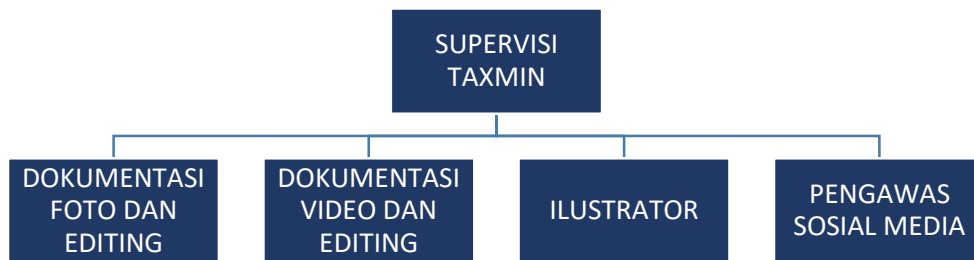 SUPERVISI
TAXMIN
DOKUMENTASI
FOTO DAN
EDITING
DOKUMENTASI
VIDEO DAN
EDITING
ILUSTRATOR
PENGAWAS
SOSIAL MEDIA